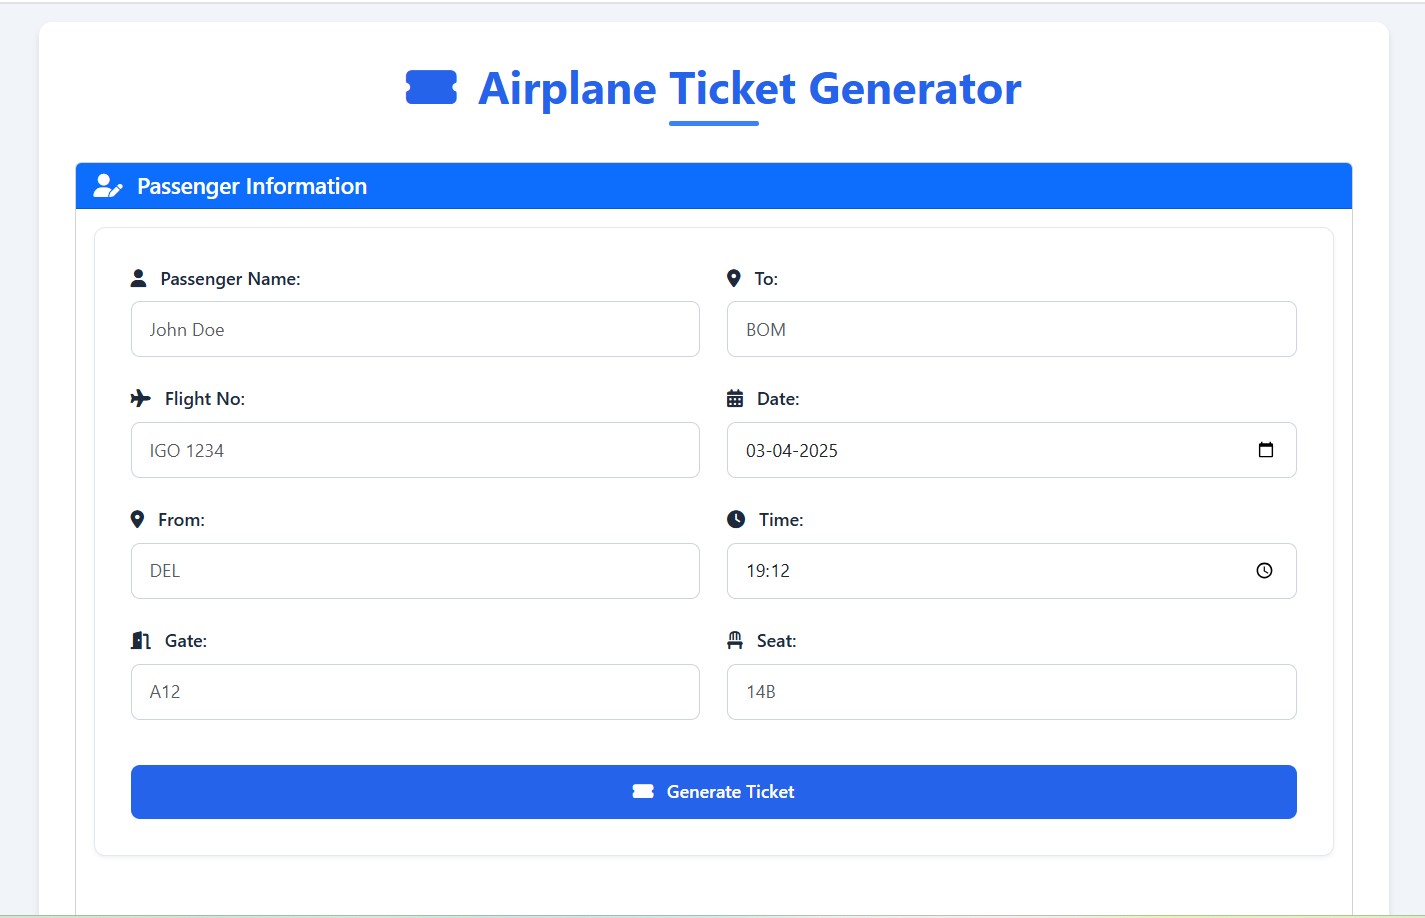 Airplane Ticket Generator
Passenger Information
Passenger Name:
To:
John Doe
BOM
Flight No:
Date:
IGO 1234
03-04-2025
From:
Time:
DEL
19:12
Gate:
Seat:
A12
14B
Generate Ticket